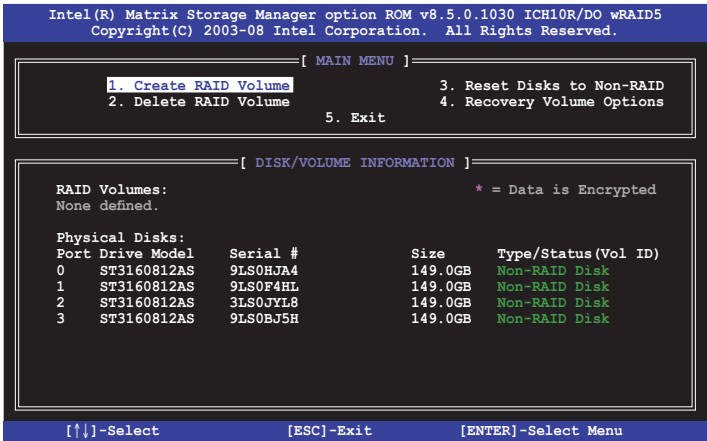 Intel(R) Matrix Storage Manager option ROM v8.5.0.1030 ICH10R/DO wRAID5
Copyright(C) 2003-08 Intel Corporation. All Rights Reserved.
[ MAIN MENU ]
1. Create RAID Volume 3. Reset Disks to Non-RAID
2. Delete RAID Volume 4. Recovery Volume Options
5. Exit
[ DISK/VOLUME INFORMATION ]
RAID Volumes: * = Data is Encrypted
None defined.
Physical Disks:
Port Drive Model Serial # Size Type/Status(Vol ID)
0 ST3160812AS 9LS0HJA4 149.0GB Non-RAID Disk
1 ST3160812AS 9LS0F4HL 149.0GB Non-RAID Disk
2 ST3160812AS 3LS0JYL8 149.0GB Non-RAID Disk
3 ST3160812AS 9LS0BJ5H 149.0GB Non-RAID Disk
[↑↓]-Select [ESC]-Exit [ENTER]-Select Menu